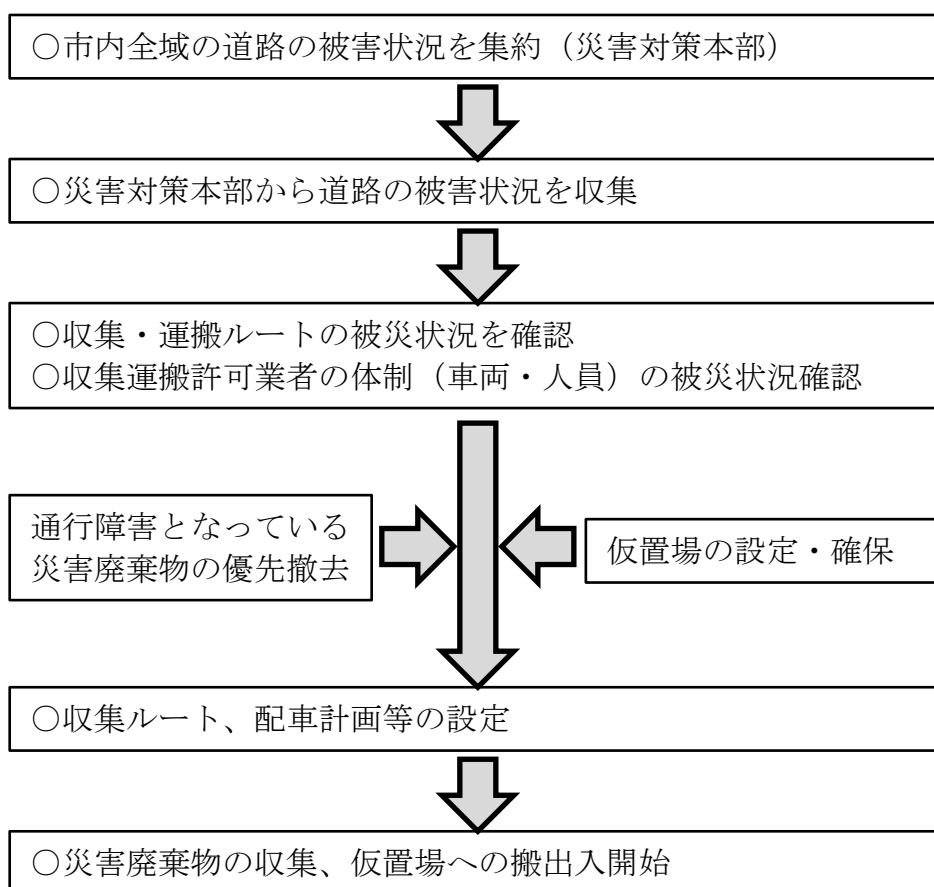 ○市内全域の道路の被害状況を集約（災害対策本部）
○災害対策本部から道路の被害状況を収集
○収集・運搬ルートの被災状況を確認
○収集運搬許可業者の体制（車両・人員）の被災状況確認
通行障害となっている
災害廃棄物の優先撤去
仮置場の設定・確保
○収集ルート、配車計画等の設定
○災害廃棄物の収集、仮置場への搬出入開始